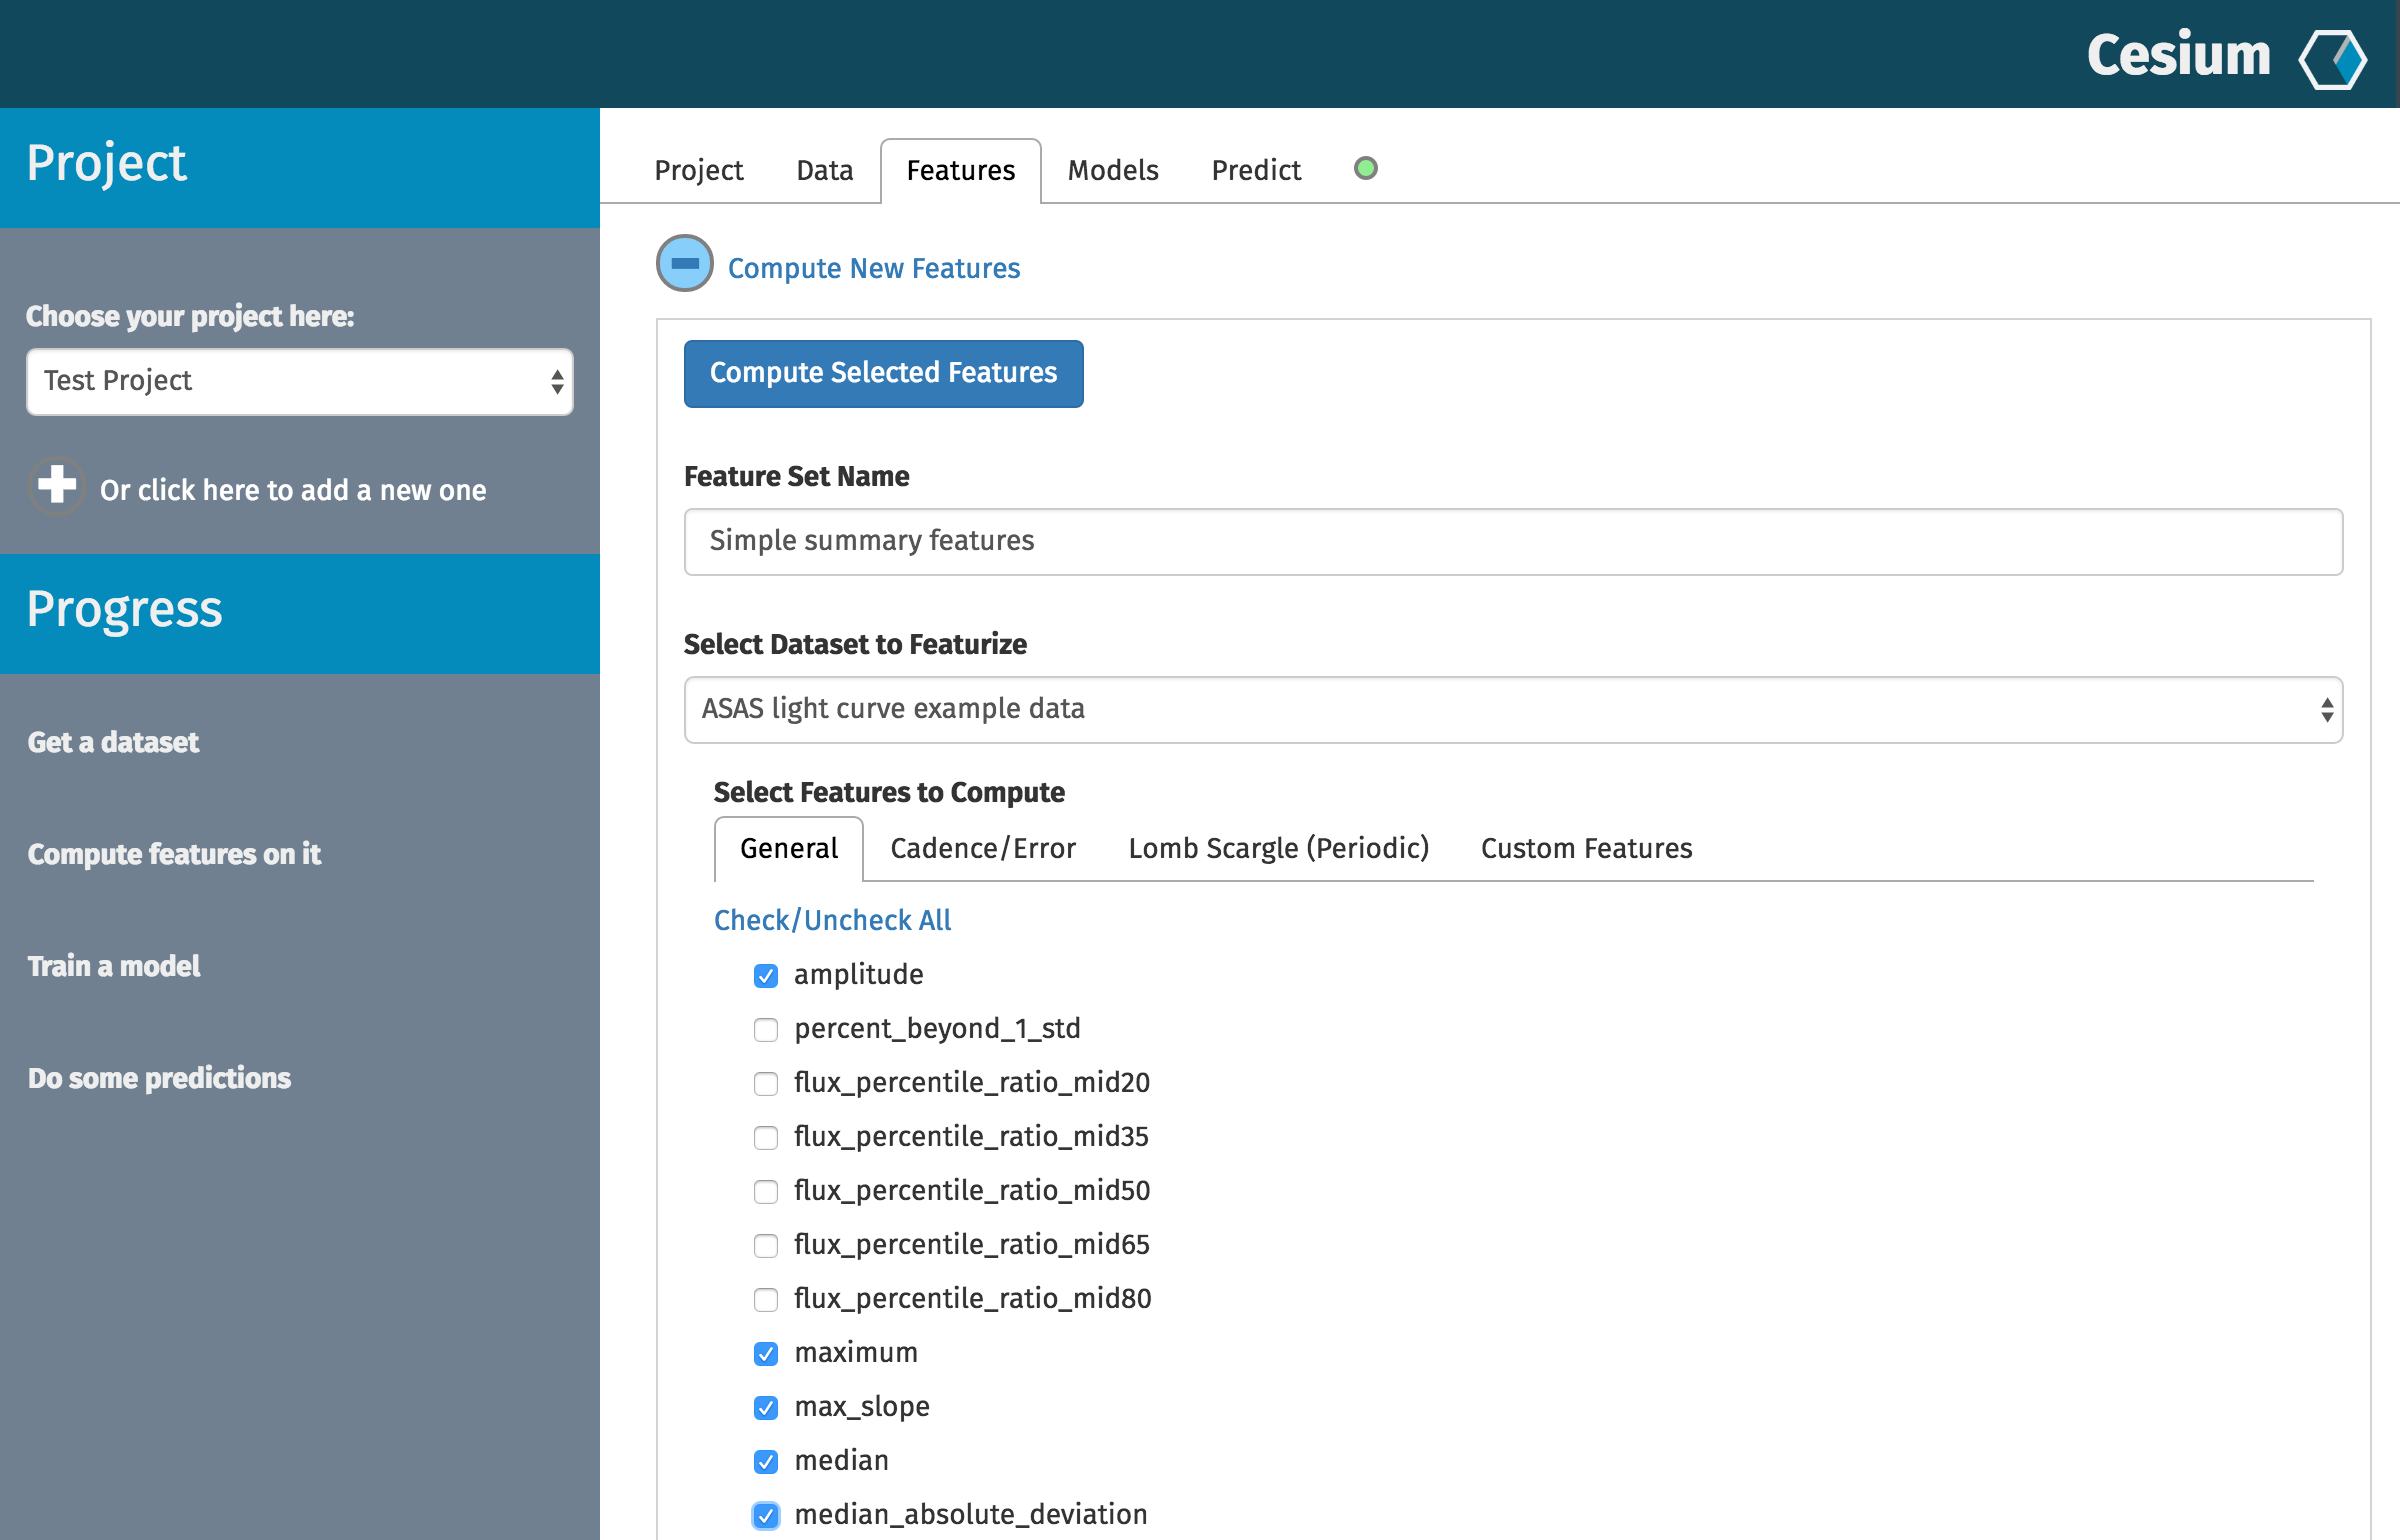 Cesium
Project
Choose your project here:
Test Project
Or click here to add a new one
Progress
Get a dataset
Compute features on it
Train a model
Do some predictions
Project Data Features Models Predict
Compute New Features
Compute Selected Features
Feature Set Name
Simple summary features
Select Dataset to Featurize
ASAS light curve example data
Select Features to Compute
General Cadence/Error Lomb Scargle (Periodic) Custom Features
Check/Uncheck All
amplitude
percent_beyond_1_std
flux_percentile_ratio_mid20
flux_percentile_ratio_mid35
flux_percentile_ratio_mid50
flux_percentile_ratio_mid65
flux_percentile_ratio_mid80
maximum
max_slope
median
median_absolute_deviation